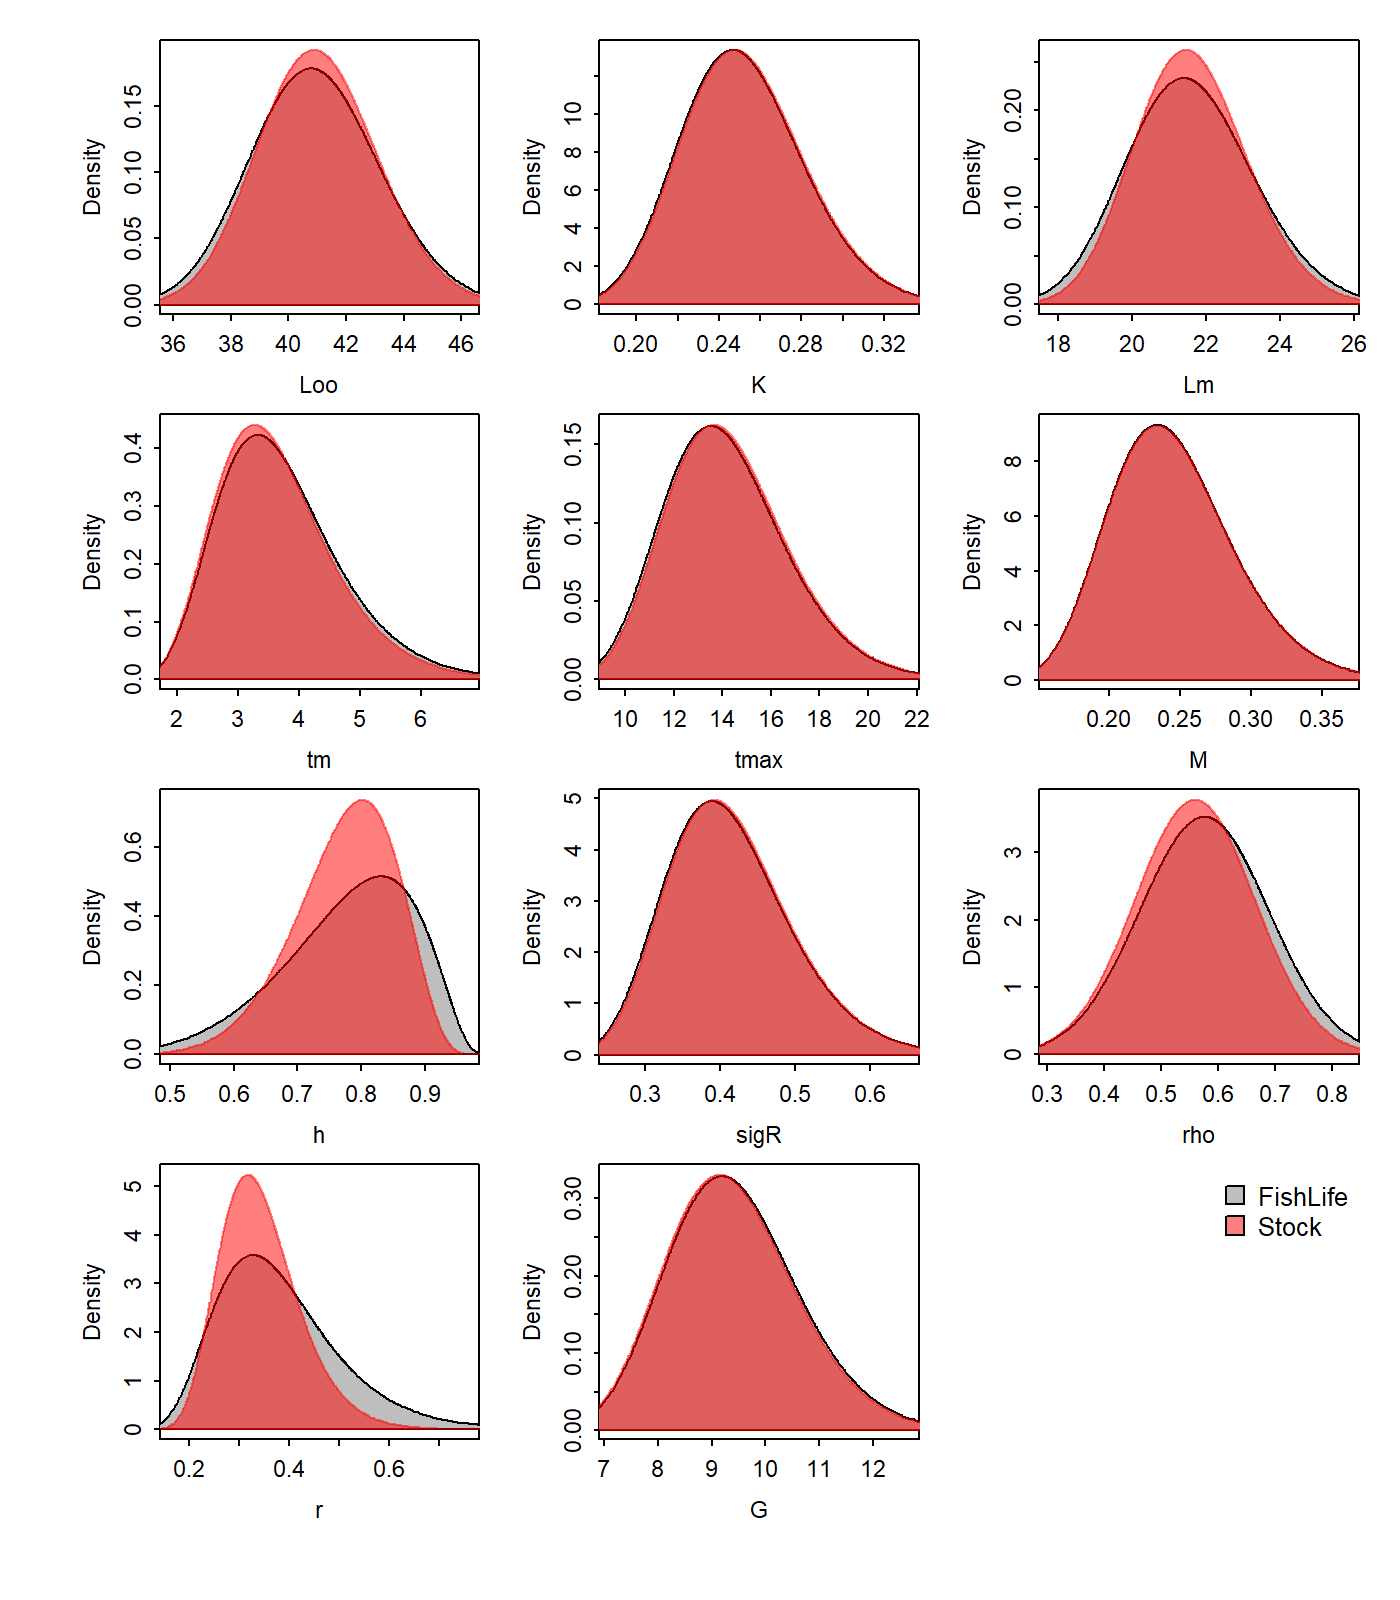 Density
0.00 0.05 0.10 0.15
36 38 40 42 44 46
Loo
Density
0 2 4 6 8 10
0.20 0.24 0.28 0.32
K
Density
0.00 0.10 0.20
18 20 22 24 26
Lm
Density
0.0 0.1 0.2 0.3 0.4
2 3 4 5 6
tm
Density
0.00 0.05 0.10 0.15
10 12 14 16 18 20 22
tmax
Density
0 2 4 6 8
0.20 0.25 0.30 0.35
M
Density
0.0 0.2 0.4 0.6
0.5 0.6 0.7 0.8 0.9
h
Density
0 1 2 3 4 5
0.3 0.4 0.5 0.6
sigR
Density
0 1 2 3
0.3 0.4 0.5 0.6 0.7 0.8
rho
Density
0 1 2 3 4 5
0.2 0.4 0.6
r
Density
0.00 0.10 0.20 0.30
7 8 9 10 11 12
G
FishLife
Stock